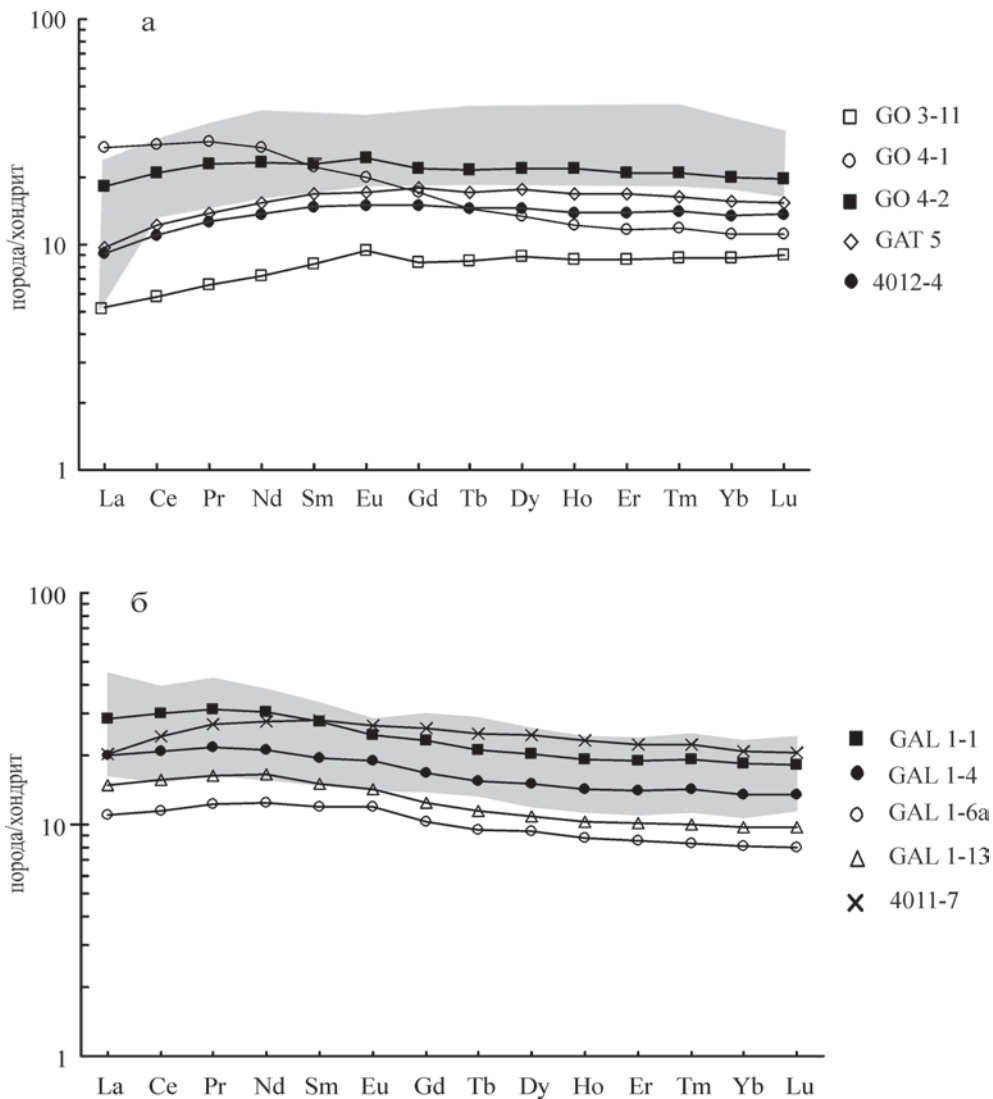 100
а
10
1
порода/хондрит
La Ce Pr Nd Sm Eu Gd Tb Dy Ho Er Tm Yb Lu
GO 3-11
GO 4-1
GO 4-2
GAT 5
4012-4
100
б
10
1
порода/хондрит
La Ce Pr Nd Sm Eu Gd Tb Dy Ho Er Tm Yb Lu
GAL 1-1
GAL 1-4
GAL 1-6a
GAL 1-13
4011-7